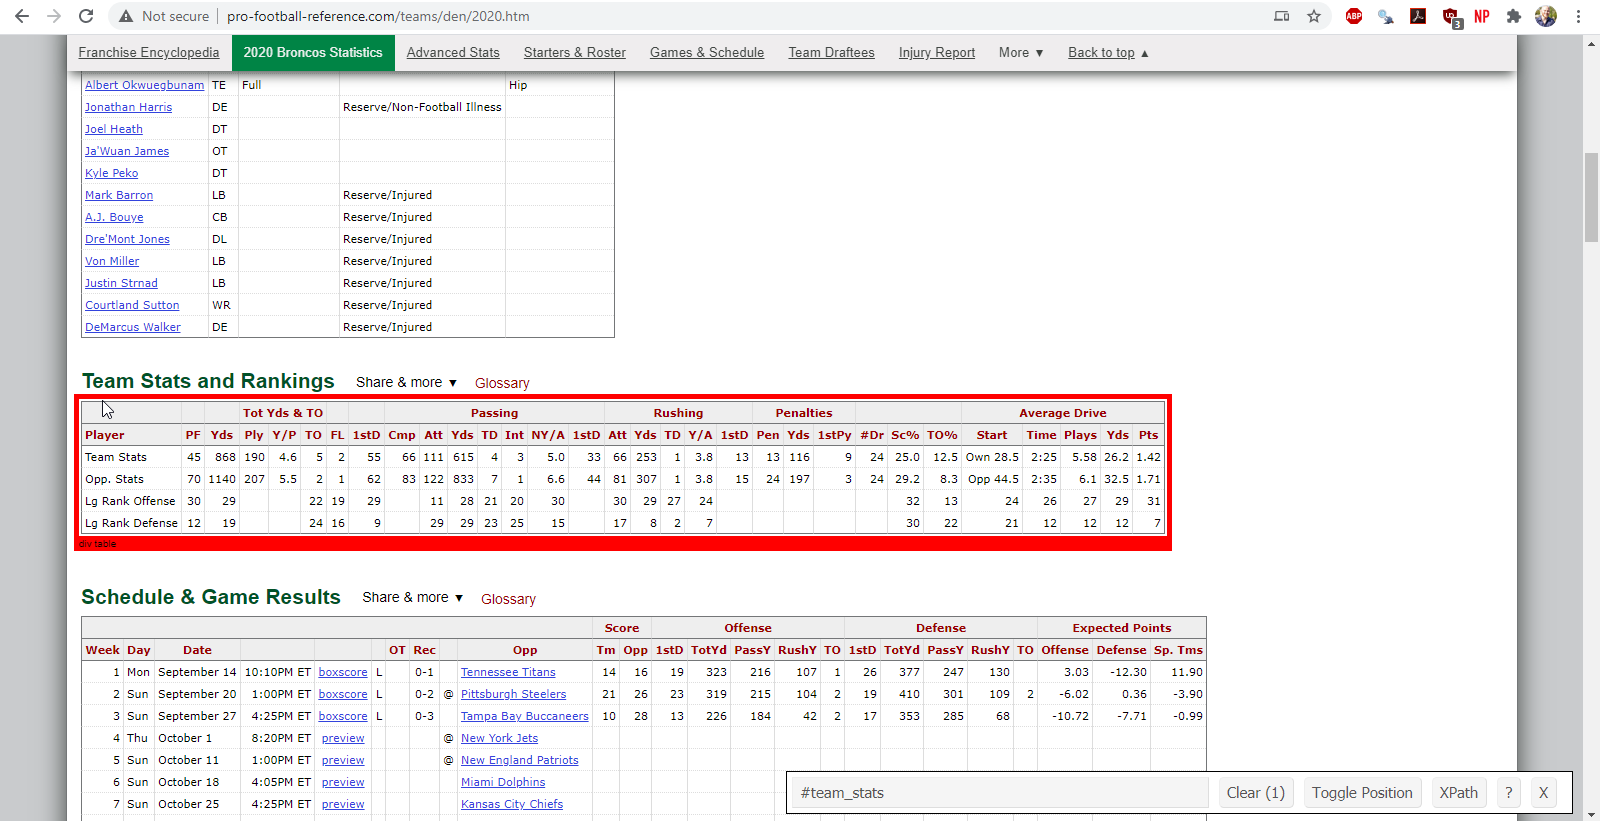 Not secure pro-football-reference.com/teams/den/2020.htm ABP 3 NP
Franchise Encyclopedia 2020 Broncos Statistics Advanced Stats Starters & Roster Games & Schedule Team Draftees Injury Report More ▼ Back to top ▲
Albert Okwuegbunam TE Full Hip
Jonathan Harris DE Reserve/Non-Football Illness
Joel Heath DT
Ja'Wuan James OT
Kyle Peko DT
Mark Barron LB Reserve/Injured
A.J. Bouye CB Reserve/Injured
Dre'Mont Jones DL Reserve/Injured
Von Miller LB Reserve/Injured
Justin Strnad LB Reserve/Injured
Courtland Sutton WR Reserve/Injured
DeMarcus Walker DE Reserve/Injured
Team Stats and Rankings Share & more ▼ Glossary
Tot Yds & TO Passing Rushing Penalties Average Drive
Player PF Yds Ply Y/P TO FL 1stD Cmp Att Yds TD Int NY/A 1stD Att Yds TD Y/A 1stD Pen Yds 1stPy #Dr Sc% TO% Start Time Plays Yds Pts
Team Stats 45 868 190 4.6 5 2 55 66 111 615 4 3 5.0 33 66 253 1 3.8 13 13 116 9 24 25.0 12.5 Own 28.5 2:25 5.58 26.2 1.42
Opp. Stats 70 1140 207 5.5 2 1 62 83 122 833 7 1 6.6 44 81 307 1 3.8 15 24 197 3 24 29.2 8.3 Opp 44.5 2:35 6.1 32.5 1.71
Lg Rank Offense 30 29 22 19 29 11 28 21 20 30 30 29 27 24 32 13 24 26 27 29 31
Lg Rank Defense 12 19 24 16 9 29 29 23 25 15 17 8 2 7 30 22 21 12 12 12 7
div table
Schedule & Game Results Share & more ▼ Glossary
Score Offense Defense Expected Points
Week Day Date OT Rec Opp Tm Opp 1stD TotYd PassY RushY TO 1stD TotYd PassY RushY TO Offense Defense Sp. Tms
1 Mon September 14 10:10PM ET boxscore L 0-1 Tennessee Titans 14 16 19 323 216 107 1 26 377 247 130 3.03 -12.30 11.90
2 Sun September 20 1:00PM ET boxscore L 0-2 @ Pittsburgh Steelers 21 26 23 319 215 104 2 19 410 301 109 2 -6.02 0.36 -3.90
3 Sun September 27 4:25PM ET boxscore L 0-3 Tampa Bay Buccaneers 10 28 13 226 184 42 2 17 353 285 68 -10.72 -7.71 -0.99
4 Thu October 1 8:20PM ET preview @ New York Jets
5 Sun October 11 1:00PM ET preview @ New England Patriots
6 Sun October 18 4:05PM ET preview Miami Dolphins
7 Sun October 25 4:25PM ET preview Kansas City Chiefs
#team_stats Clear (1) Toggle Position XPath ? X